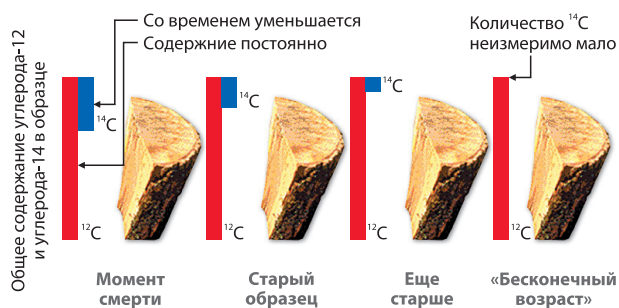 Со временем уменьшается
Содержние постоянно
Количество ¹⁴C
неизмеримо мало
Общее содержание углерода-12
и углерода-14 в образце
¹⁴C
¹⁴C
¹⁴C
¹²C
¹²C
¹²C
¹²C
Момент
смерти
Старый
образец
Еще
старше
«Бесконечный
возраст»